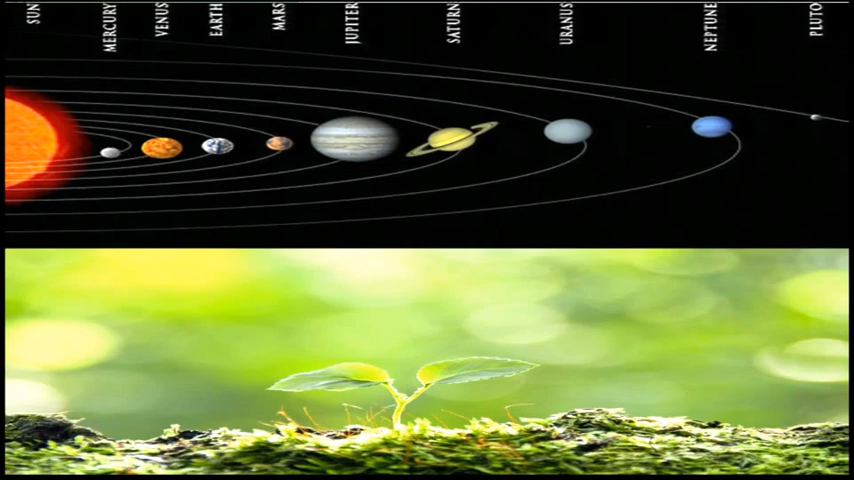 SUN
MERCURY
VENUS
EARTH
MARS
JUPITER
SATURN
URANUS
NEPTUNE
PLUTO